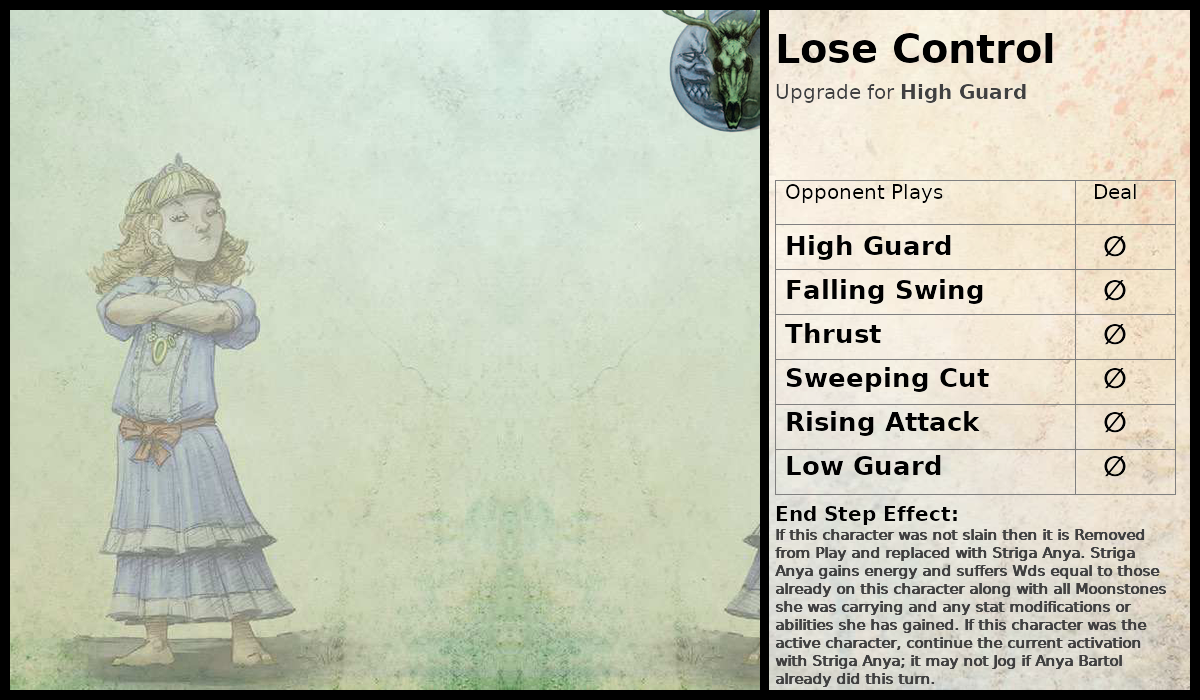 Lose Control
Upgrade for High Guard
Opponent Plays Deal
High Guard ∅
Falling Swing ∅
Thrust ∅
Sweeping Cut ∅
Rising Attack ∅
Low Guard ∅
End Step Effect:
If this character was not slain then it is Removed
from Play and replaced with Striga Anya. Striga
Anya gains energy and suffers Wds equal to those
already on this character along with all Moonstones
she was carrying and any stat modifications or
abilities she has gained. If this character was the
active character, continue the current activation
with Striga Anya; it may not Jog if Anya Bartol
already did this turn.